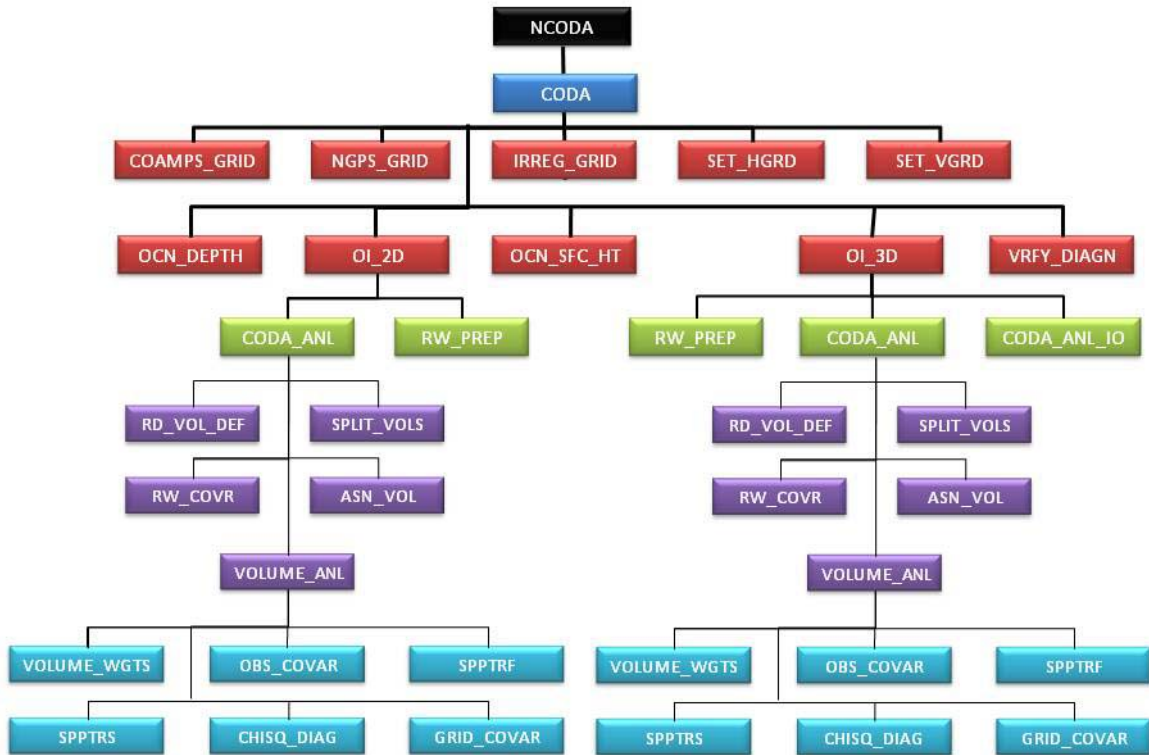 NCODA
CODA
COAMPS_GRID NGPS_GRID IRREG_GRID SET_HGRD SET_VGRD
OCN_DEPTH OI_2D OCN_SFC_HT OI_3D VRFY_DIAGN
CODA_ANL RW_PREP RW_PREP CODA_ANL CODA_ANL_IO
RD_VOL_DEF SPLIT_VOLS RD_VOL_DEF SPLIT_VOLS
RW_COVR ASN_VOL RW_COVR ASN_VOL
VOLUME_ANL VOLUME_ANL
VOLUME_WGTS OBS_COVAR SPPTRF VOLUME_WGTS OBS_COVAR SPPTRF
SPPTRS CHISQ_DIAG GRID_COVAR SPPTRS CHISQ_DIAG GRID_COVAR